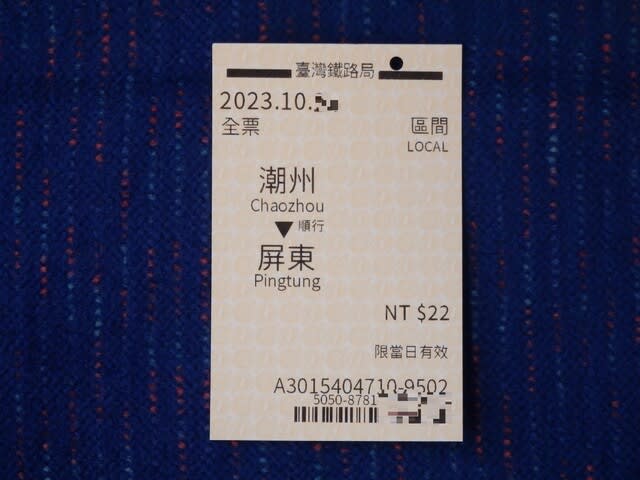 臺灣鐵路局
2023.10.
全票 區間
LOCAL
潮州
Chaozhou
▼順行
屏東
Pingtung
NT $22
限當日有效
A3015404710-9502
5050-8781